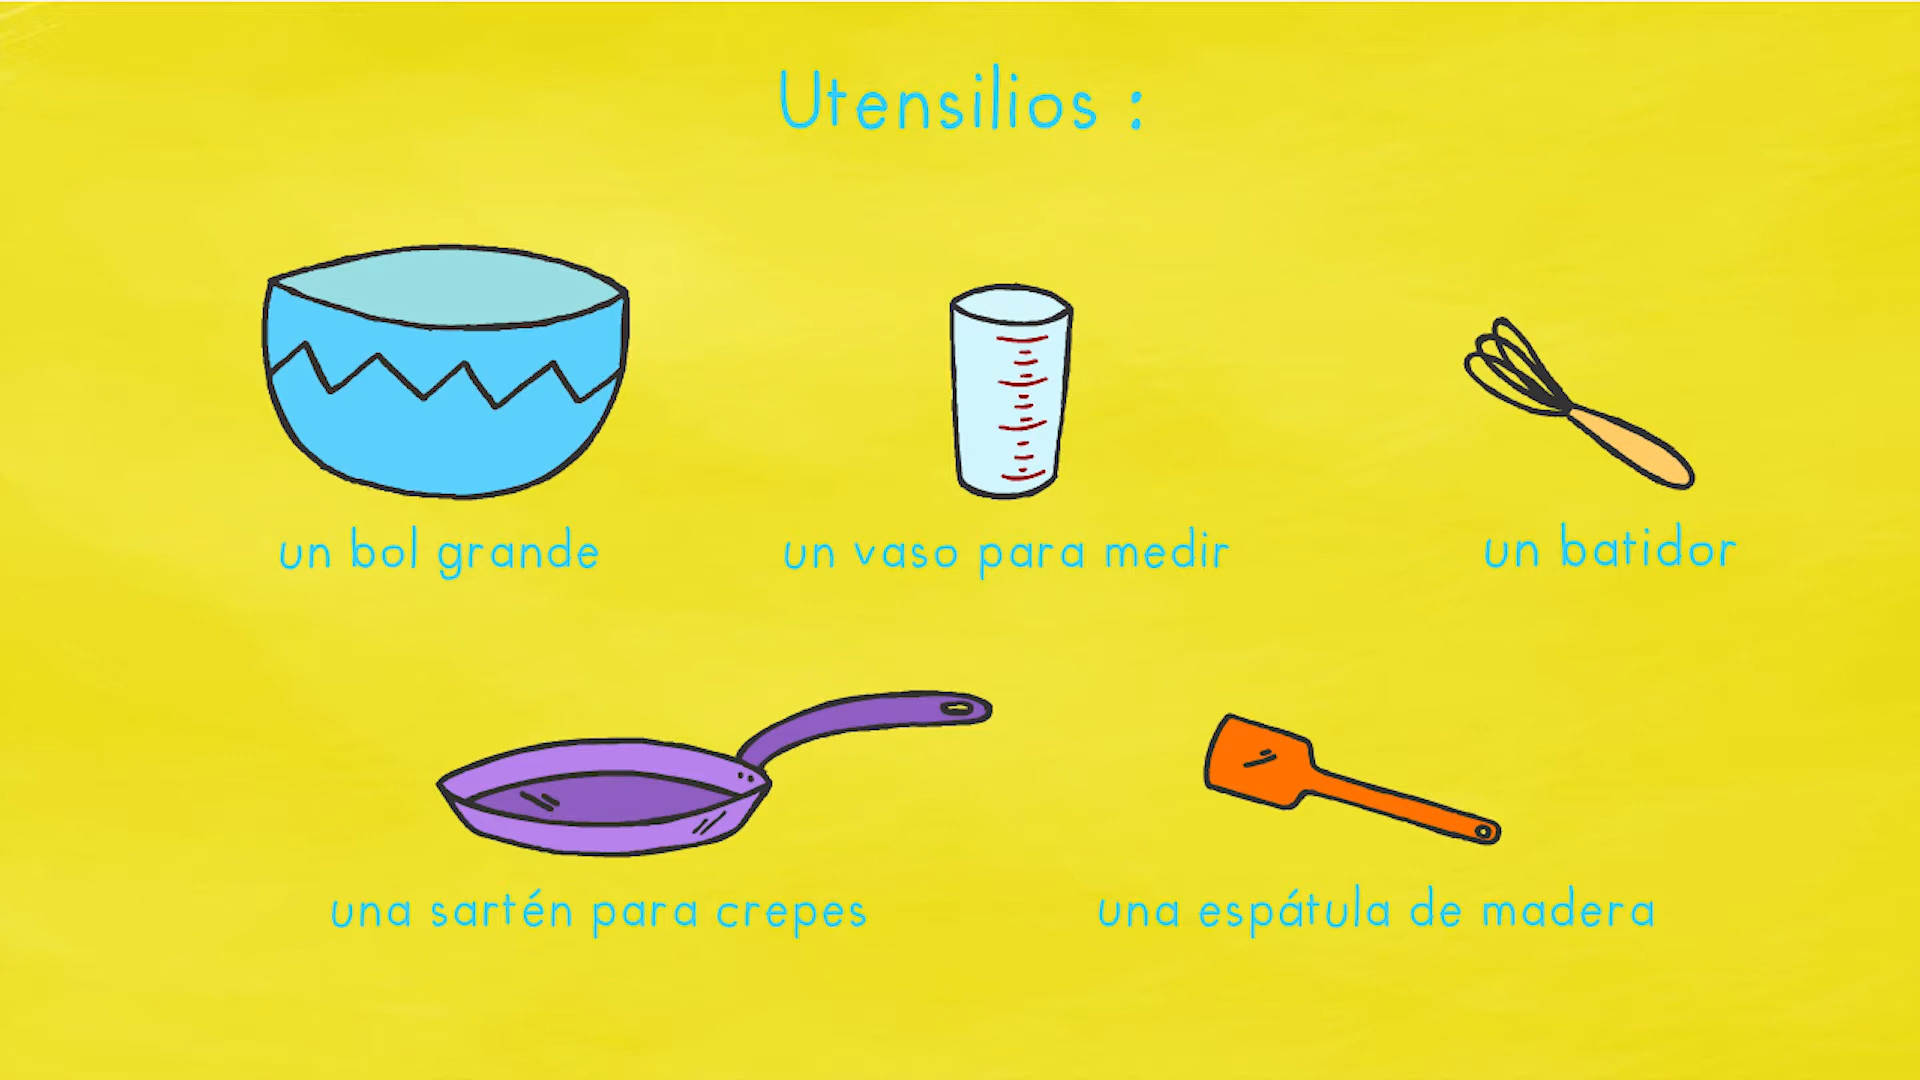 Utensilios :
un bol grande
un vaso para medir
un batidor
una sartén para crepes
una espátula de madera